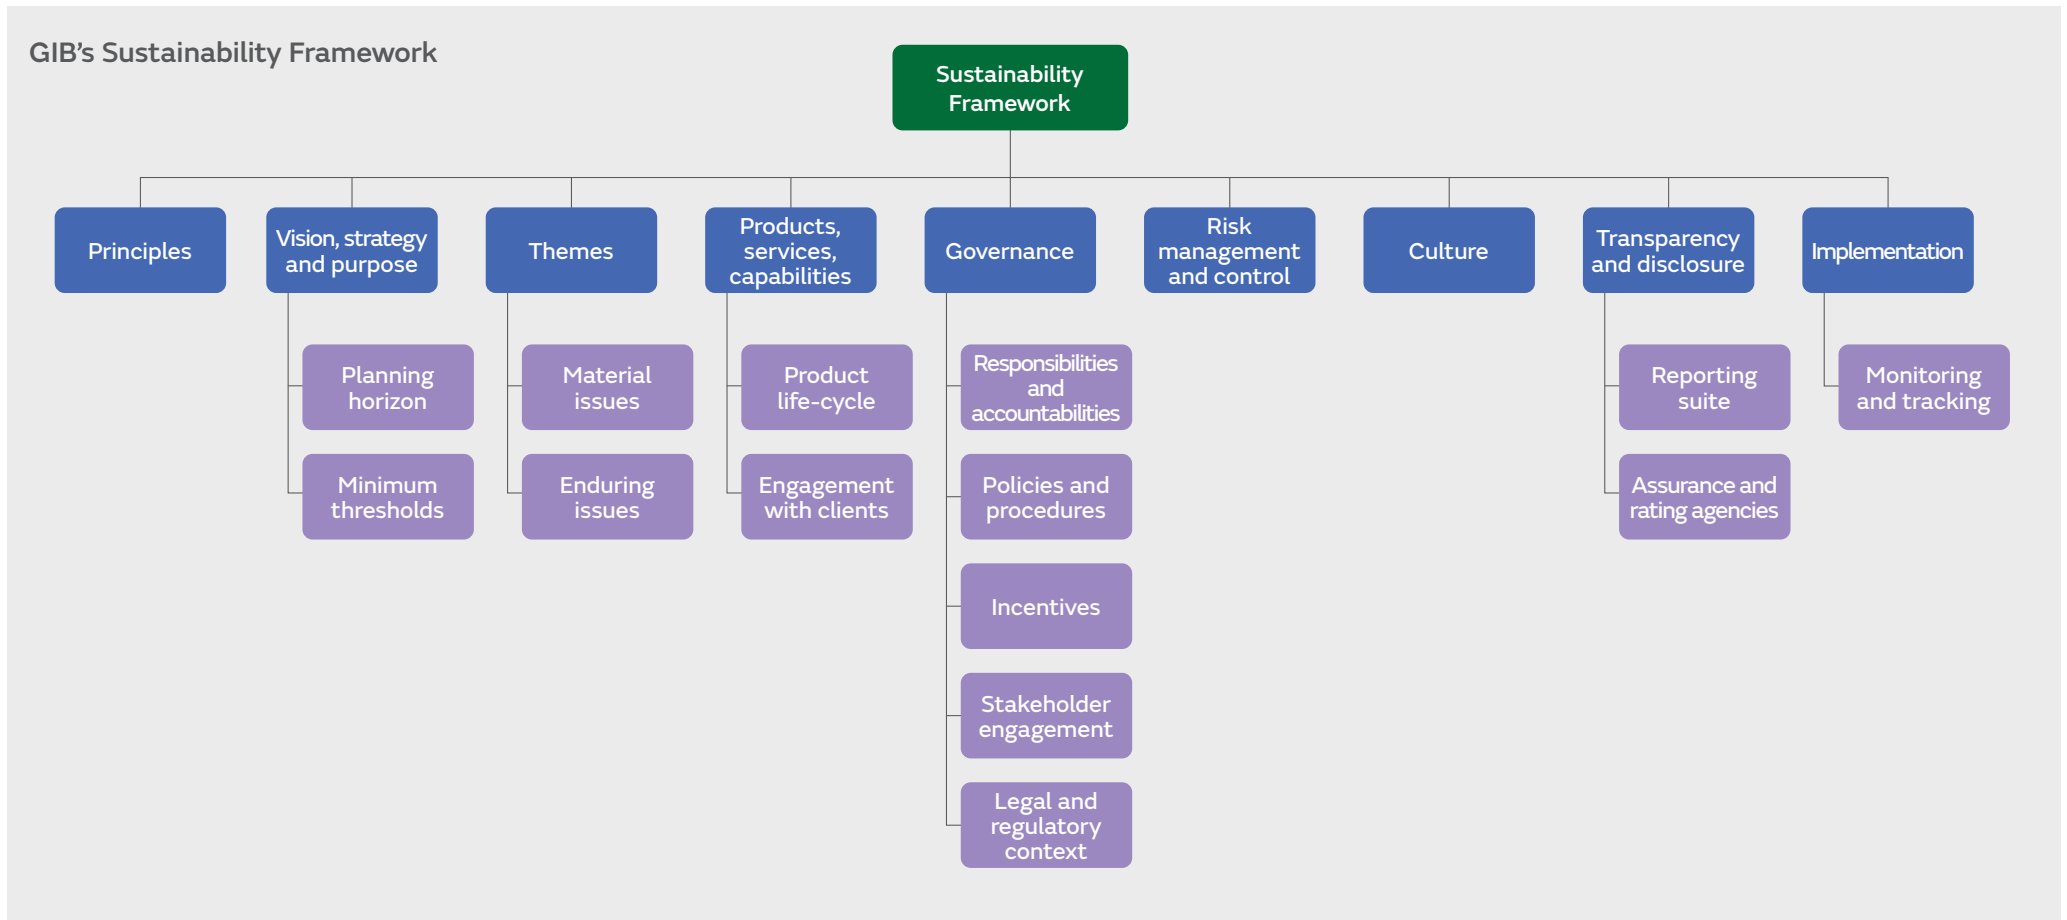 GIB’s Sustainability Framework
Sustainability
Framework
Principles
Vision, strategy
and purpose
Themes
Products,
services,
capabilities
Governance
Risk
management
and control
Culture
Transparency
and disclosure
Implementation
Planning
horizon
Minimum
thresholds
Material
issues
Enduring
issues
Product
life-cycle
Engagement
with clients
Responsibilities
and
accountabilities
Policies and
procedures
Incentives
Stakeholder
engagement
Legal and
regulatory
context
Reporting
suite
Assurance and
rating agencies
Monitoring
and tracking